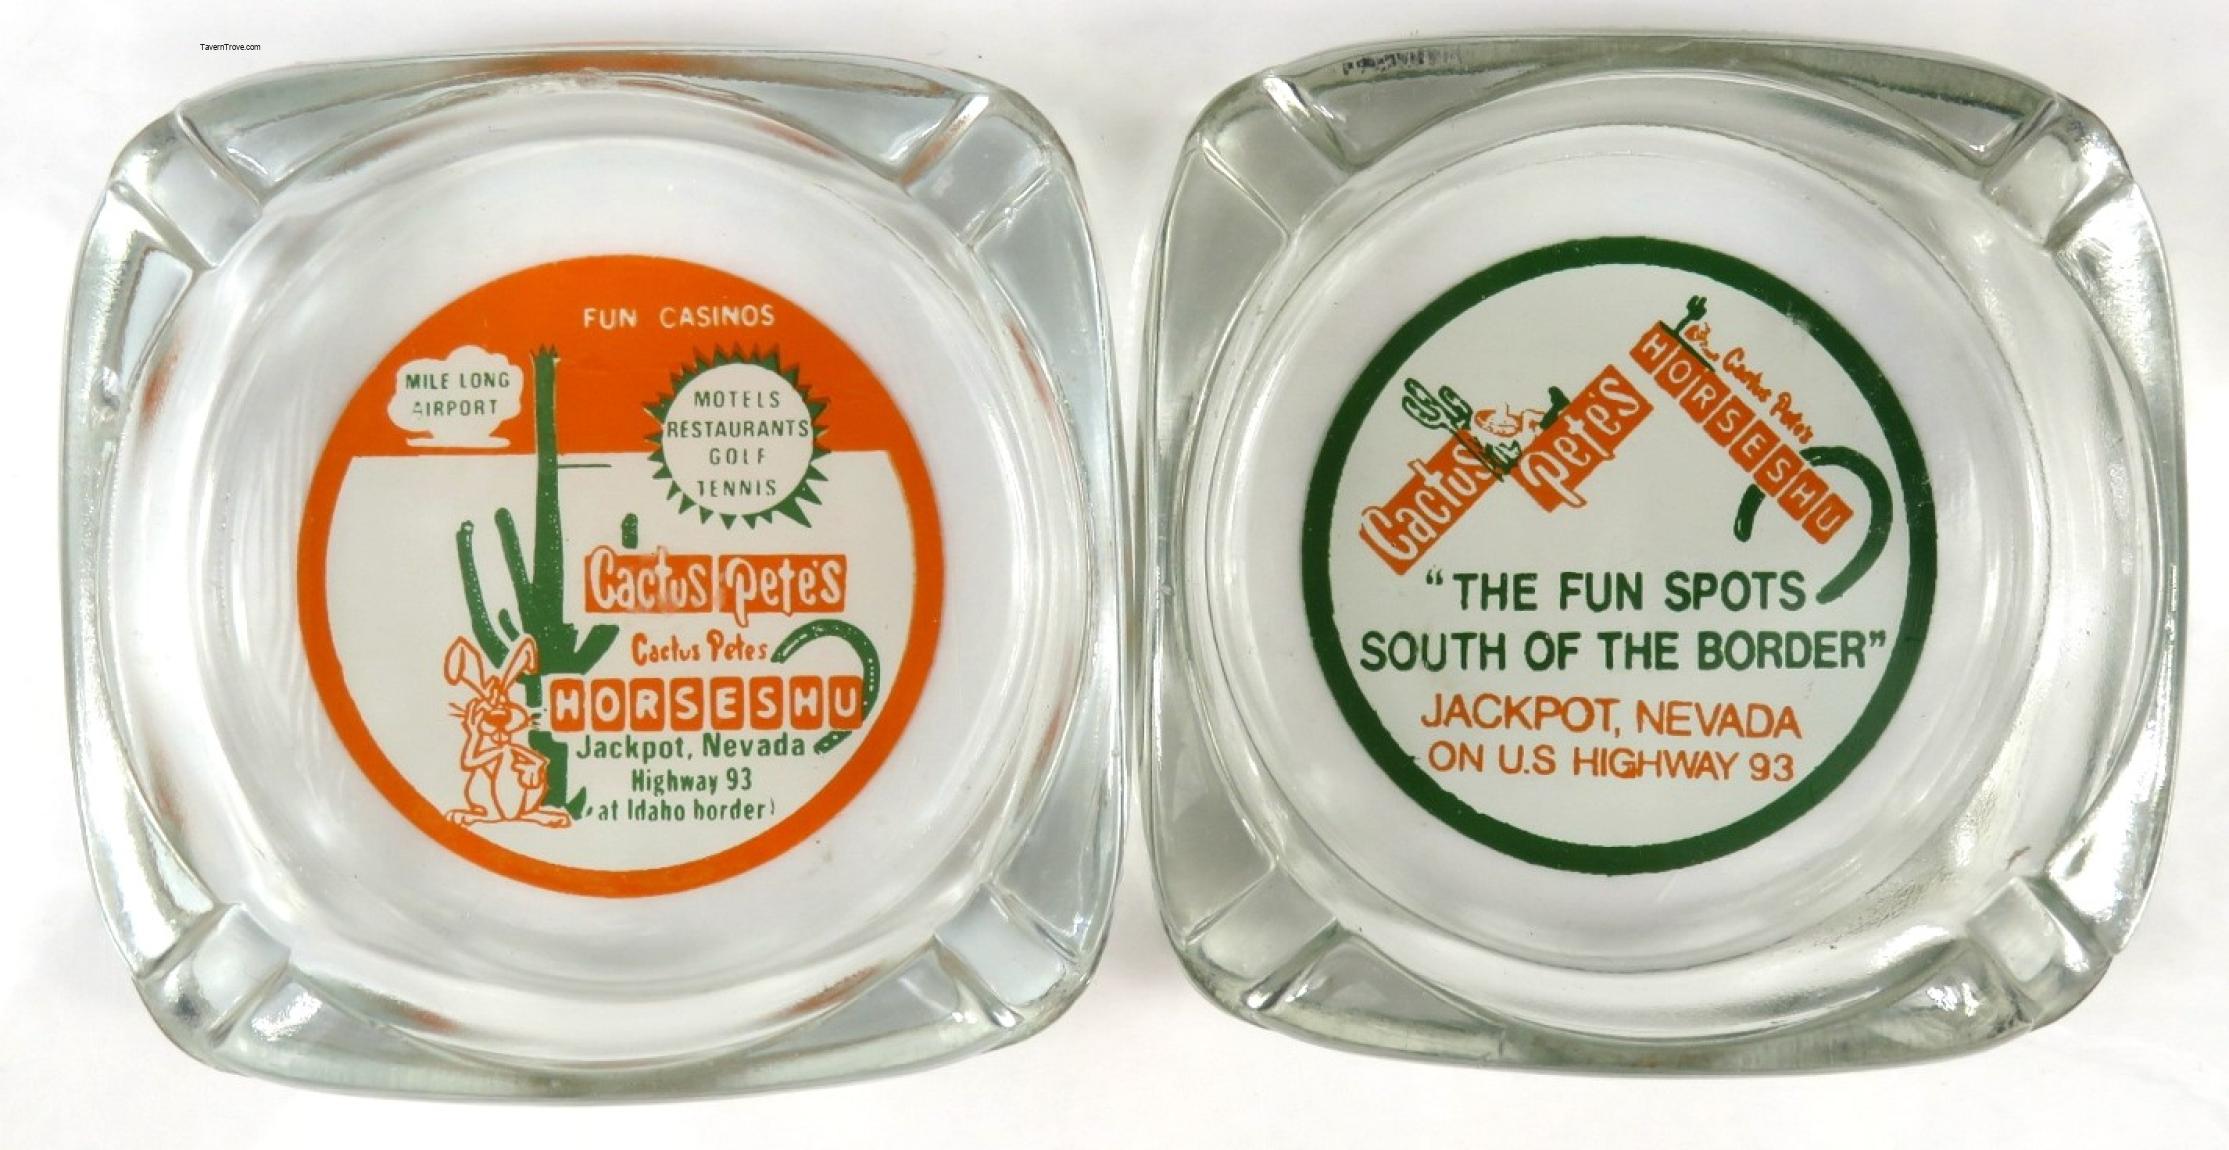 TavernTrove.com
FUN CASINOS
MILE LONG
AIRPORT
MOTELS
RESTAURANTS
GOLF
TENNIS
Cactus Pete's
Cactus Petes
HORSESHU
Jackpot, Nevada
Highway 93
(at Idaho border)
Cactus Pete's
Cactus Pete's
HORSESHU
"THE FUN SPOTS
SOUTH OF THE BORDER"
JACKPOT, NEVADA
ON U.S HIGHWAY 93